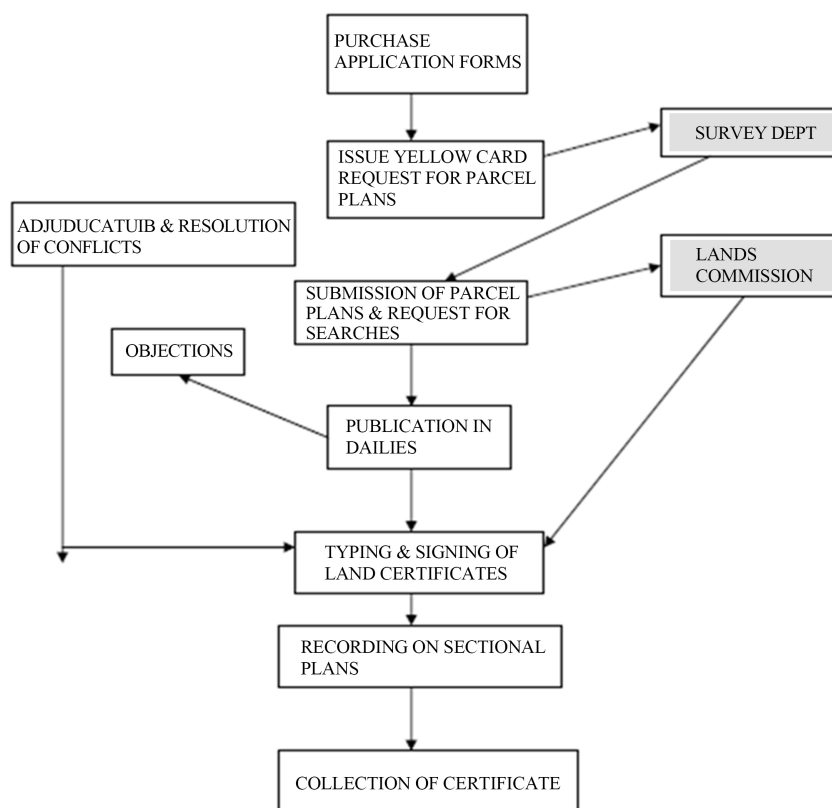 PURCHASE
APPLICATION FORMS
SURVEY DEPT
ISSUE YELLOW CARD
REQUEST FOR PARCEL
PLANS
ADJUDUCATUIB & RESOLUTION
OF CONFLICTS
LANDS
COMMISSION
SUBMISSION OF PARCEL
PLANS & REQUEST FOR
SEARCHES
OBJECTIONS
PUBLICATION IN
DAILIES
TYPING & SIGNING OF
LAND CERTIFICATES
RECORDING ON SECTIONAL
PLANS
COLLECTION OF CERTIFICATE